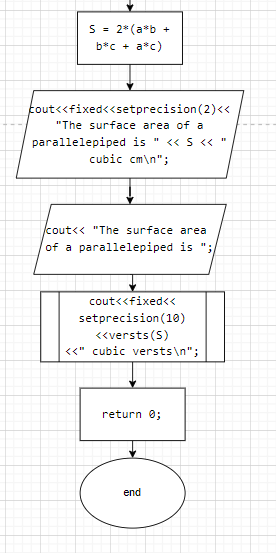 S = 2*(a*b +
b*c + a*c)
cout<<fixed<<setprecision(2)<<
"The surface area of a
parallelepiped is " << S << "
cubic cm\n";
cout<< "The surface area
of a parallelepiped is ";
cout<<fixed<<
setprecision(10)
<<versts(S)
<<" cubic versts\n";
return 0;
end